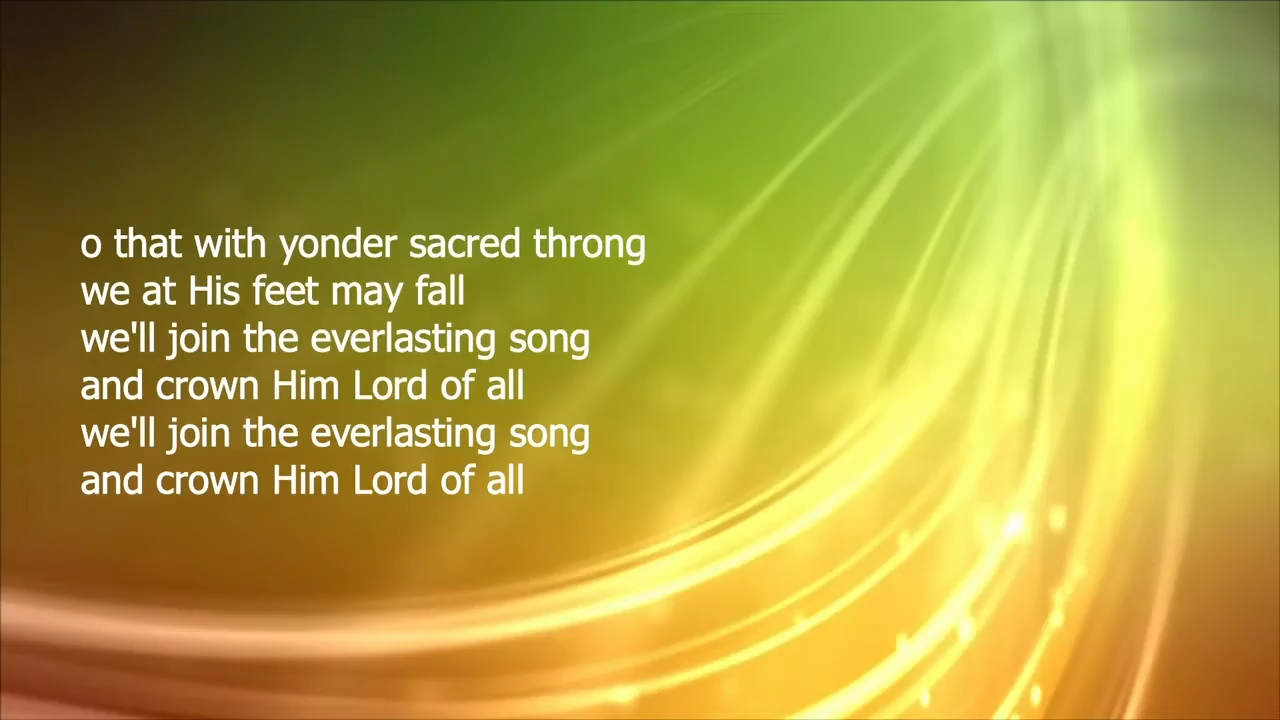 o that with yonder sacred throng
we at His feet may fall
we'll join the everlasting song
and crown Him Lord of all
we'll join the everlasting song
and crown Him Lord of all